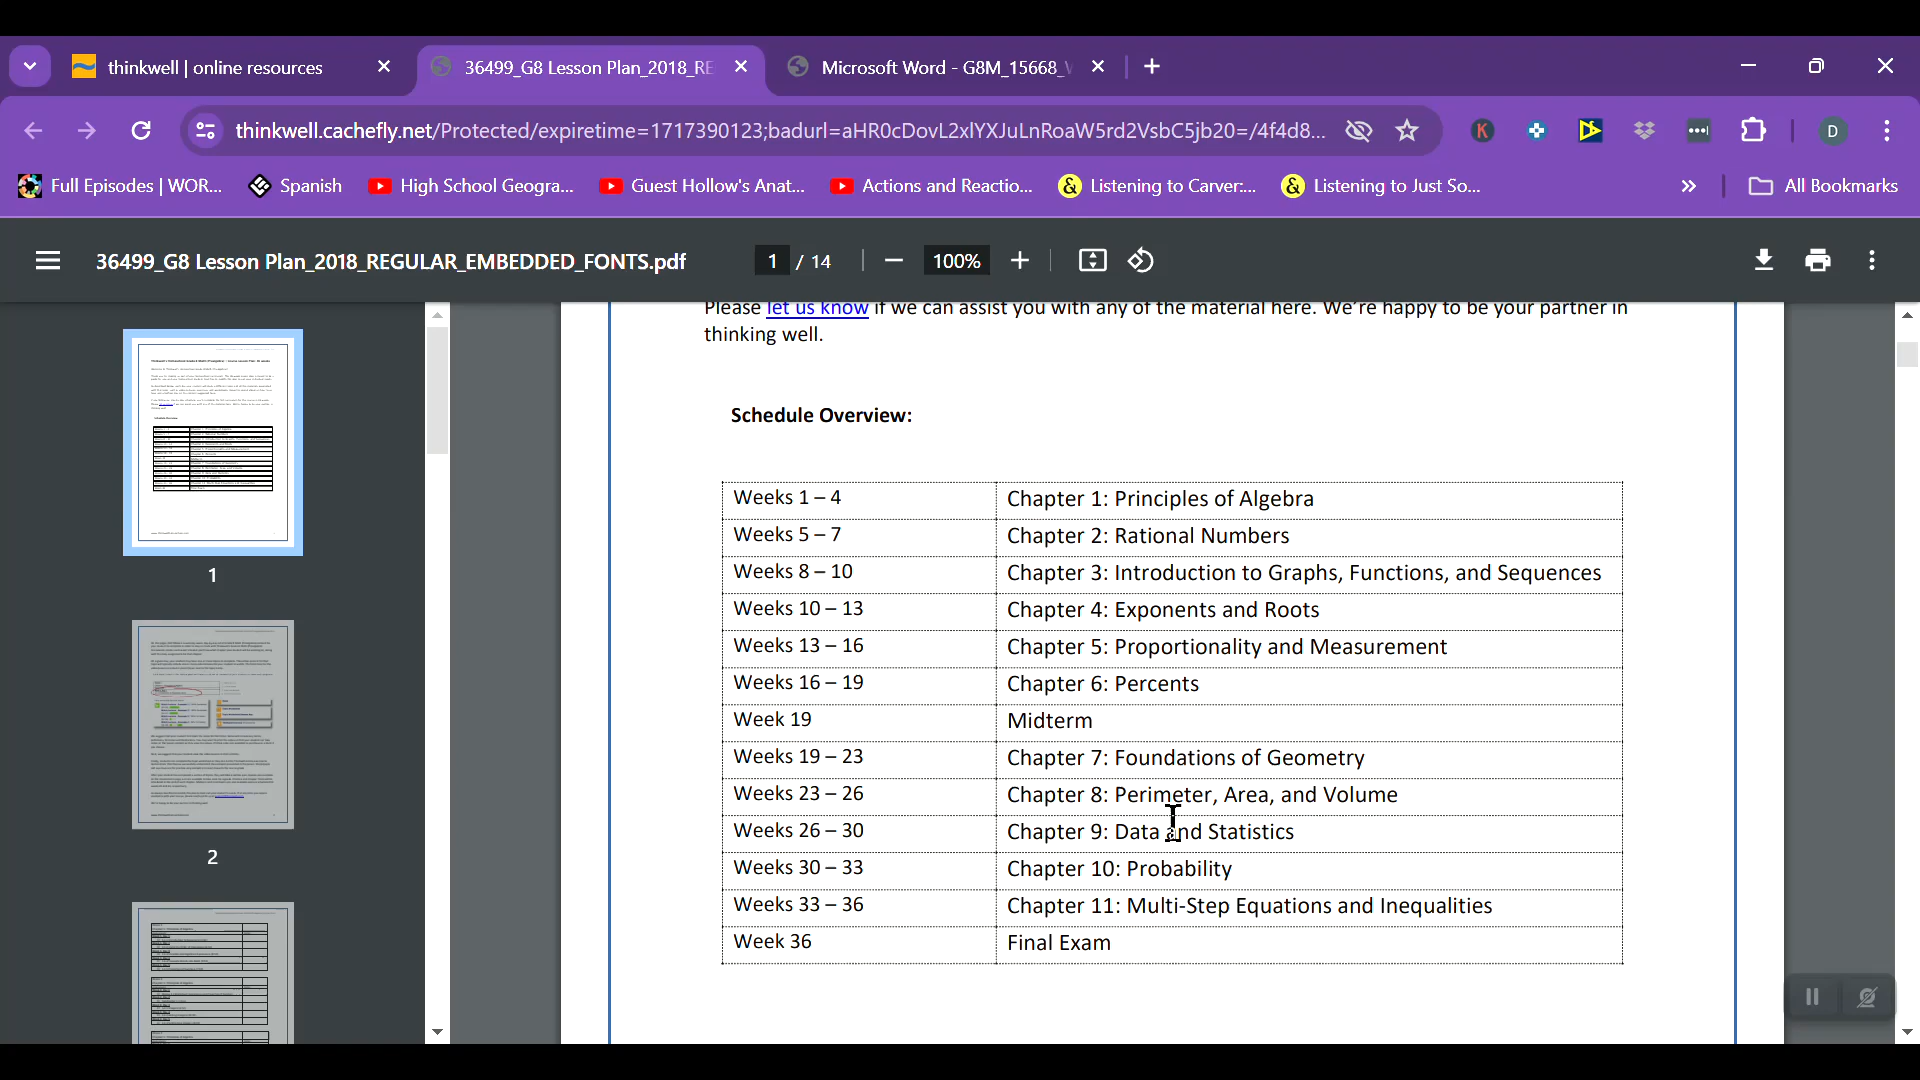 thinkwell | online resources
36499_G8 Lesson Plan_2018_RE
Microsoft Word - G8M_15668_
thinkwell.cachefly.net/Protected/expiretime=1717390123;badurl=aHR0cDovL2xlYXJuLnRoaW5rd2VsbC5jb20=/4f4d8...
K
D
Full Episodes | WOR...
Spanish
High School Geogra...
Guest Hollow's Anat...
Actions and Reactio...
Listening to Carver:...
Listening to Just So...
All Bookmarks
36499_G8 Lesson Plan_2018_REGULAR_EMBEDDED_FONTS.pdf
1 / 14
100%
Please let us know if we can assist you with any of the material here. We're happy to be your partner in
thinking well.
Schedule Overview:
Weeks 1 – 4 Chapter 1: Principles of Algebra
Weeks 5 – 7 Chapter 2: Rational Numbers
Weeks 8 – 10 Chapter 3: Introduction to Graphs, Functions, and Sequences
Weeks 10 – 13 Chapter 4: Exponents and Roots
Weeks 13 – 16 Chapter 5: Proportionality and Measurement
Weeks 16 – 19 Chapter 6: Percents
Week 19 Midterm
Weeks 19 – 23 Chapter 7: Foundations of Geometry
Weeks 23 – 26 Chapter 8: Perimeter, Area, and Volume
Weeks 26 – 30 Chapter 9: Data and Statistics
Weeks 30 – 33 Chapter 10: Probability
Weeks 33 – 36 Chapter 11: Multi-Step Equations and Inequalities
Week 36 Final Exam
1
2